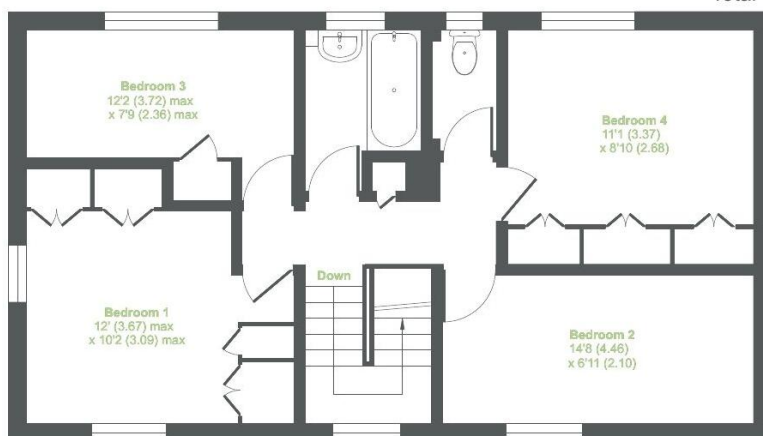 Bedroom 3
12'2 (3.72) max
x 7'9 (2.36) max
Bedroom 4
11'1 (3.37)
x 8'10 (2.68)
Down
Bedroom 1
12' (3.67) max
x 10'2 (3.09) max
Bedroom 2
14'8 (4.46)
x 6'11 (2.10)